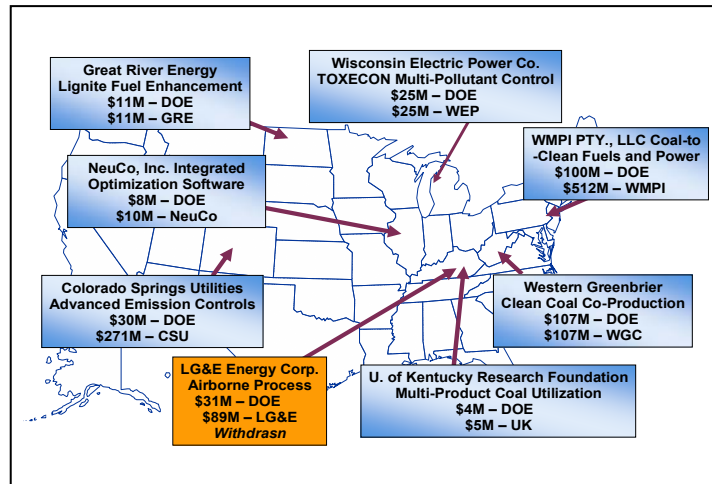 Great River Energy
Lignite Fuel Enhancement
$11M – DOE
$11M – GRE
Wisconsin Electric Power Co.
TOXECON Multi-Pollutant Control
$25M – DOE
$25M – WEP
WMPI PTY., LLC Coal-to
-Clean Fuels and Power
$100M – DOE
$512M – WMPI
NeuCo, Inc. Integrated
Optimization Software
$8M – DOE
$10M – NeuCo
Colorado Springs Utilities
Advanced Emission Controls
$30M – DOE
$271M – CSU
Western Greenbrier
Clean Coal Co-Production
$107M – DOE
$107M – WGC
LG&E Energy Corp.
Airborne Process
$31M – DOE
$89M – LG&E
Withdrasn
U. of Kentucky Research Foundation
Multi-Product Coal Utilization
$4M – DOE
$5M – UK